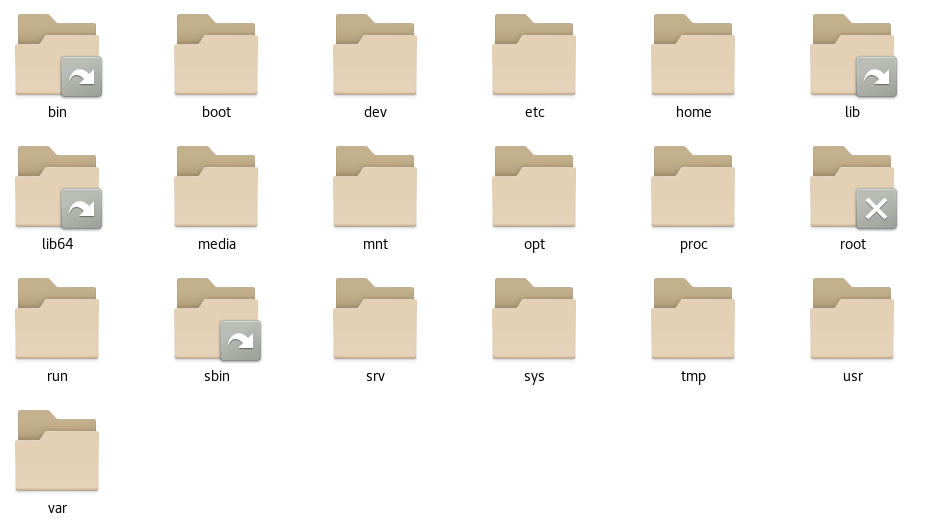 bin boot dev etc home lib
lib64 media mnt opt proc root
run sbin srv sys tmp usr
var